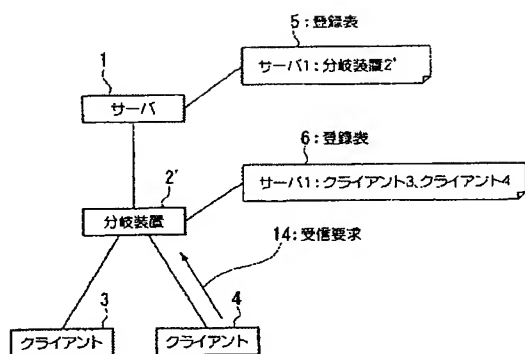 5:登録表
1
サーバ1:分岐装置2'
サーバ
6:登録表
2'
サーバ1:クライアント3、クライアント4
分岐装置
14:受信要求
3
4
クライアント
クライアント